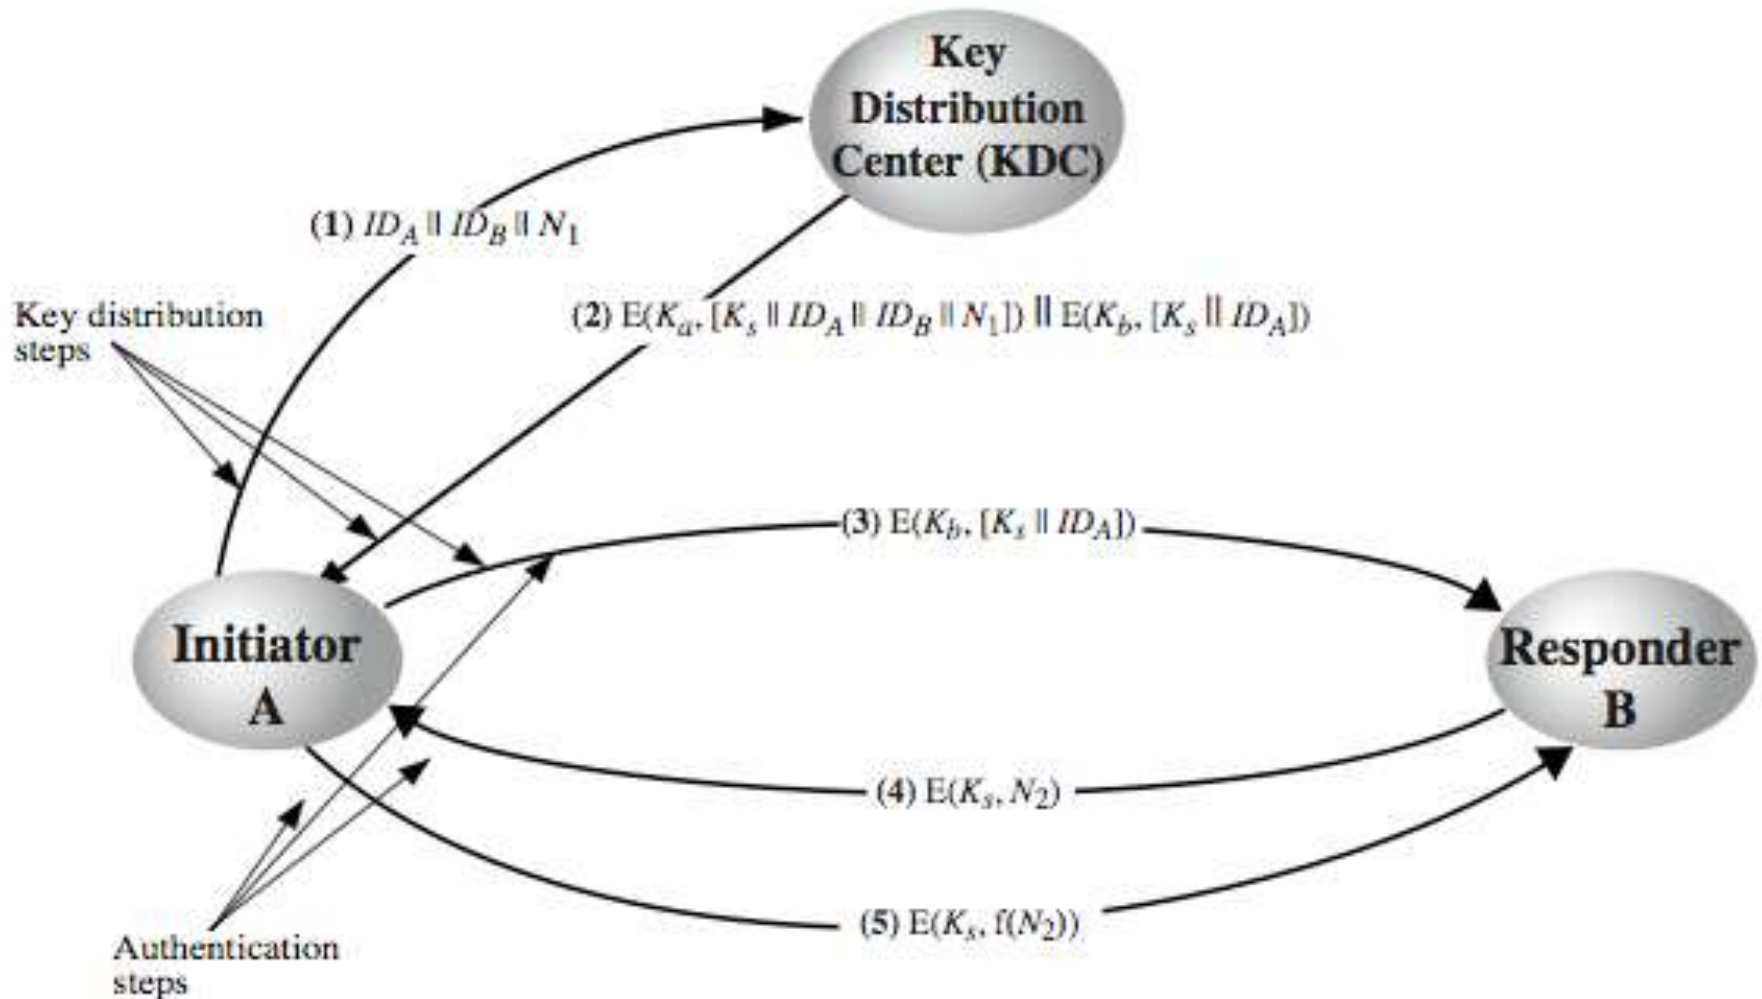 Key
Distribution
Center (KDC)
(1) ID_A || ID_B || N_1
(2) E(K_a, [K_s || ID_A || ID_B || N_1]) || E(K_b, [K_s || ID_A])
Key distribution
steps
(3) E(K_b, [K_s || ID_A])
Initiator
A
Responder
B
(4) E(K_s, N_2)
(5) E(K_s, f(N_2))
Authentication
steps